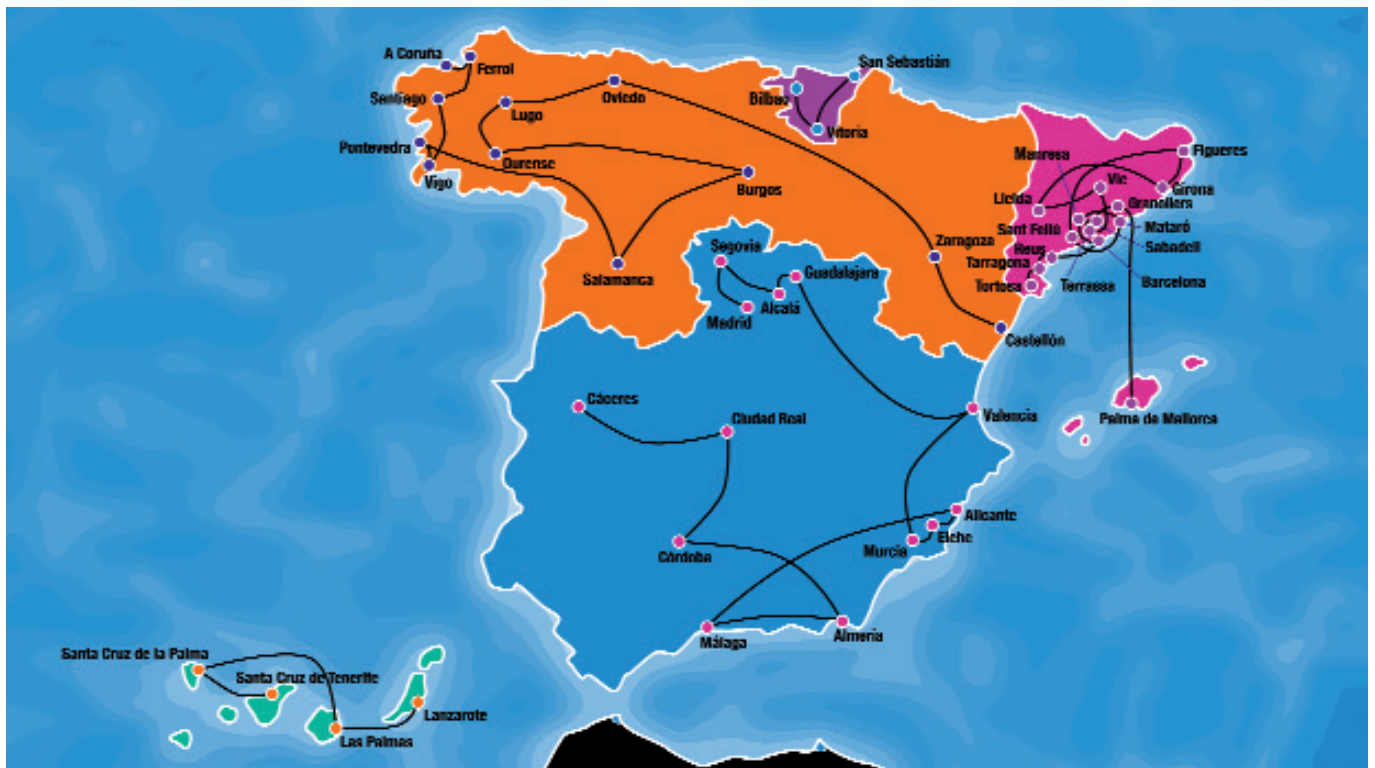 San Sebastián
A Coruña
Ferrol
Bilbao
Oviedo
Santiago
Lugo
Vitoria
Pontevedra
Ourense
Manresa
Figueres
Vigo
Burgos
Vic
Girona
Lleida
Granollers
Sant Feliú
Mataró
Zaragoza
Reus
Sabadell
Segovia
Tarragona
Guadalajara
Salamanca
Tortosa
Terrassa
Barcelona
Alcalá
Madrid
Castellón
Cáceres
Ciudad Real
Valencia
Palma de Mallorca
Alicante
Elche
Murcia
Córdoba
Almeria
Málaga
Santa Cruz de la Palma
Santa Cruz de Tenerife
Lanzarote
Las Palmas